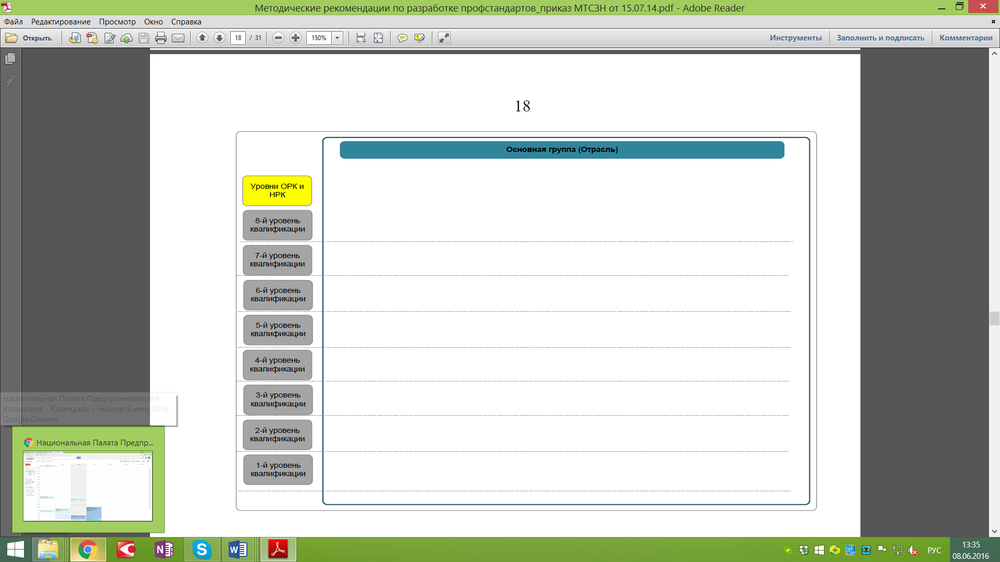 Методические рекомендации по разработке профстандартов_приказ МТСЗН от 15.07.14.pdf - Adobe Reader
Файл Редактирование Просмотр Окно Справка
Открыть 18 / 31 150% Инструменты Заполнить и подписать Комментарии
18
Основная группа (Отрасль)
Уровни ОРК и
НРК
8-й уровень
квалификации
7-й уровень
квалификации
6-й уровень
квалификации
5-й уровень
квалификации
4-й уровень
квалификации
3-й уровень
квалификации
2-й уровень
квалификации
1-й уровень
квалификации
Национальная Палата Предпринимателей
Казахстана - Календарь - Неделя: 6 июн 2016 -
Google Chrome
Национальная Палата Предпр...
РУС
13:35
08.06.2016